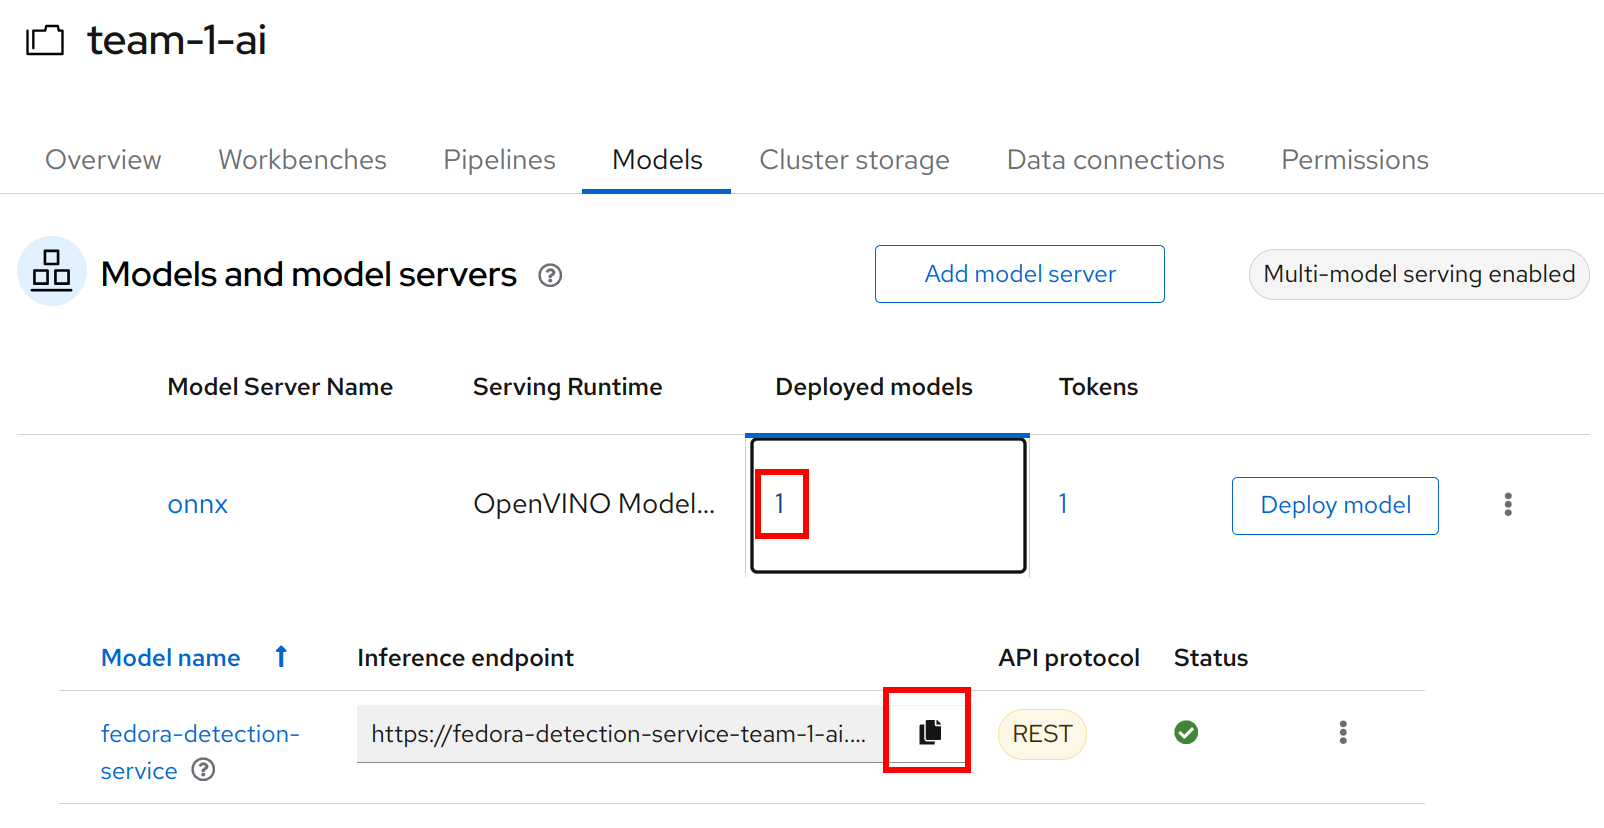 team-1-ai
Overview Workbenches Pipelines Models Cluster storage Data connections Permissions
Models and model servers Add model server Multi-model serving enabled
Model Server Name Serving Runtime Deployed models Tokens
onnx OpenVINO Model... 1 1 Deploy model
Model name Inference endpoint API protocol Status
fedora-detection- https://fedora-detection-service-team-1-ai.... REST
service